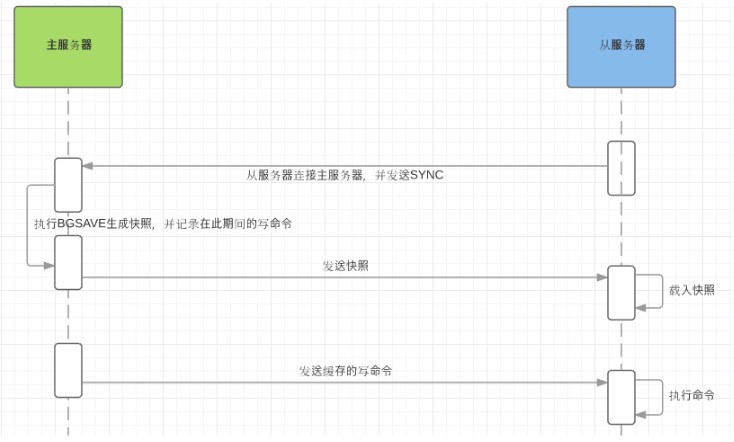 主服务器
从服务器
从服务器连接主服务器，并发送SYNC
执行BGSAVE生成快照，并记录在此期间的写命令
发送快照
载入快照
发送缓存的写命令
执行命令